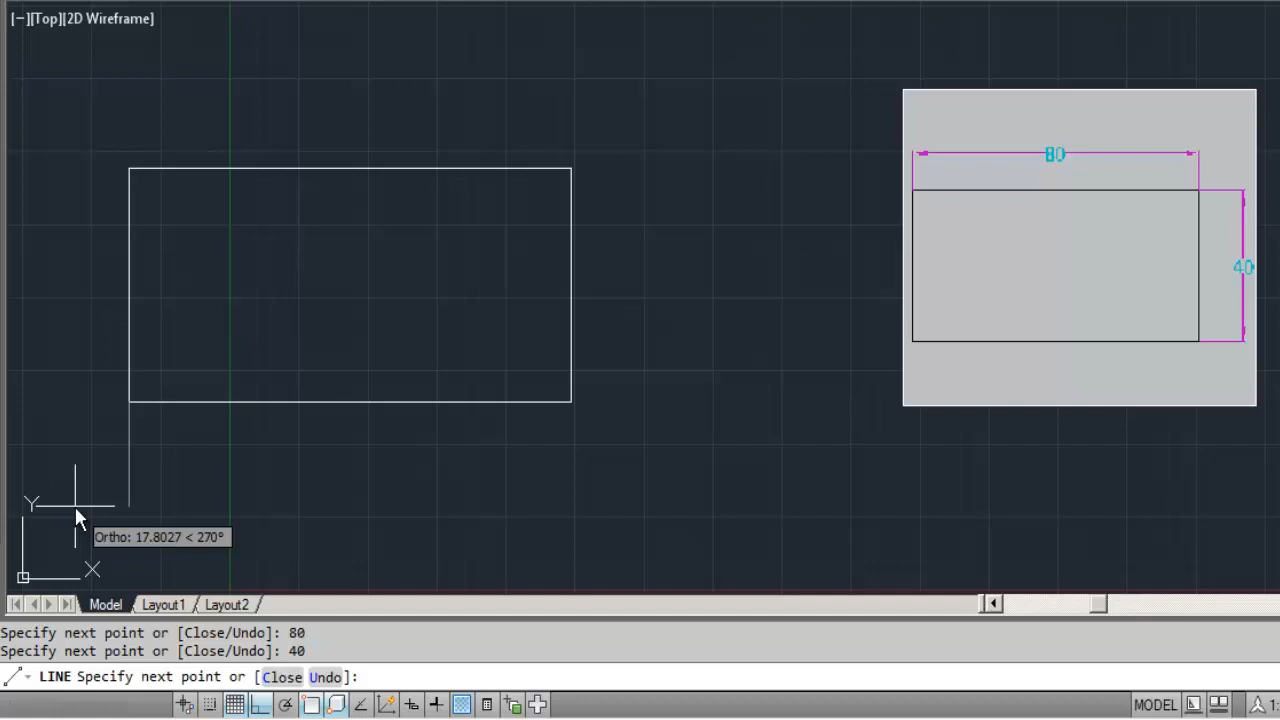 [−][Top][2D Wireframe]
80
40
Y
Ortho: 17.8027 < 270°
X
Model Layout1 Layout2
Specify next point or [Close/Undo]: 80
Specify next point or [Close/Undo]: 40
LINE Specify next point or [Close Undo]:
MODEL 1: